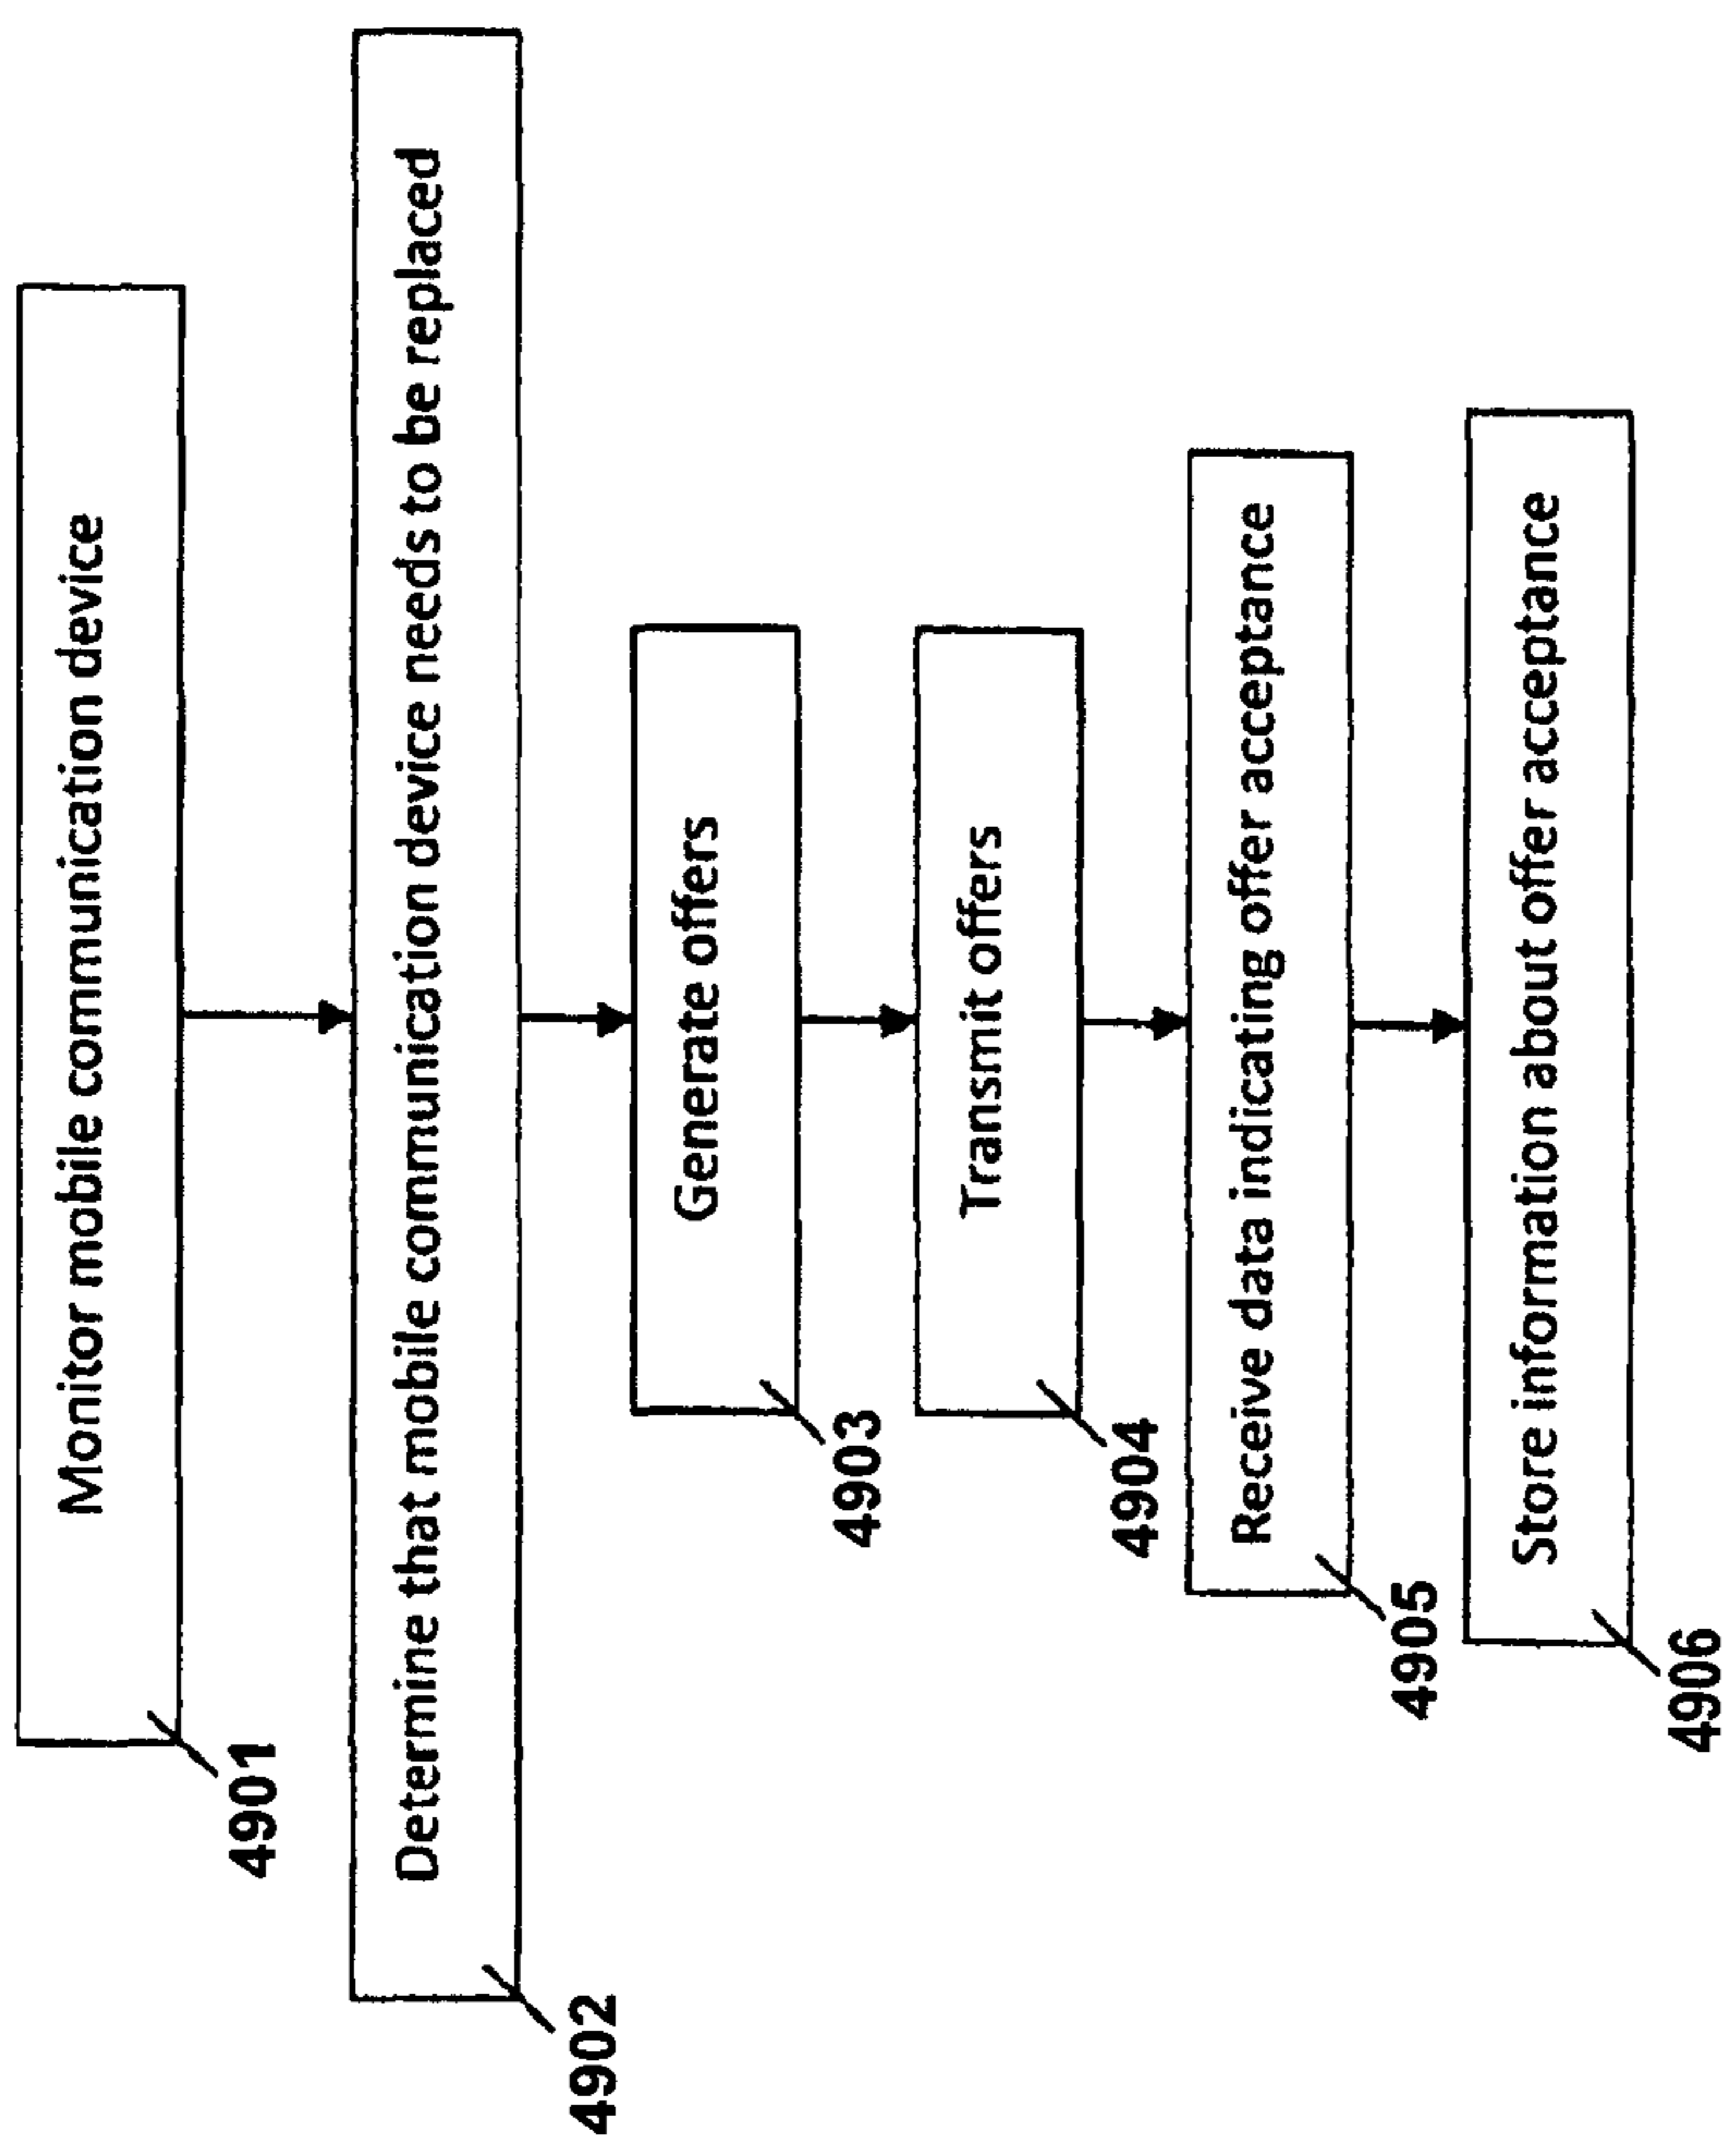 Monitor mobile communication device
4901
Determine that mobile communication device needs to be replaced
4902
Generate offers
4903
Transmit offers
4904
Receive data indicating offer acceptance
4905
Store information about offer acceptance
4906